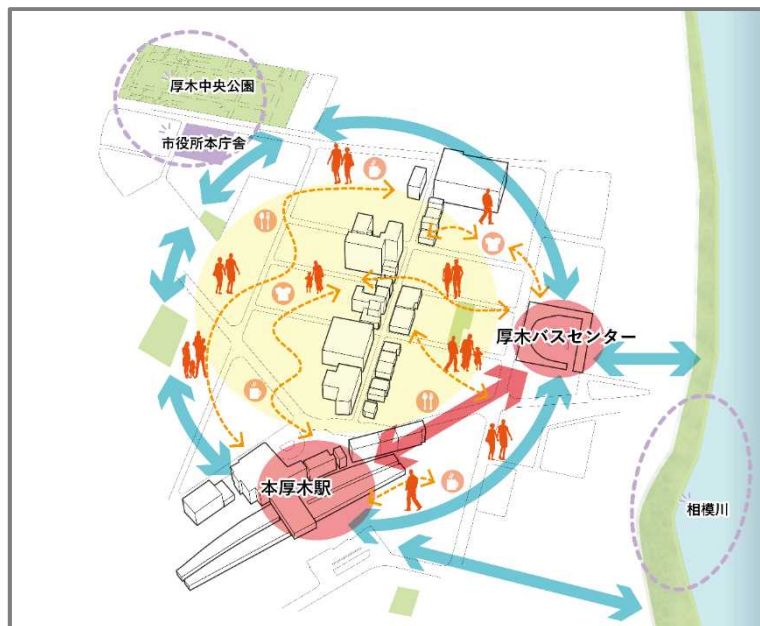 厚木中央公園
市役所本庁舎
厚木バスセンター
本厚木駅
相模川